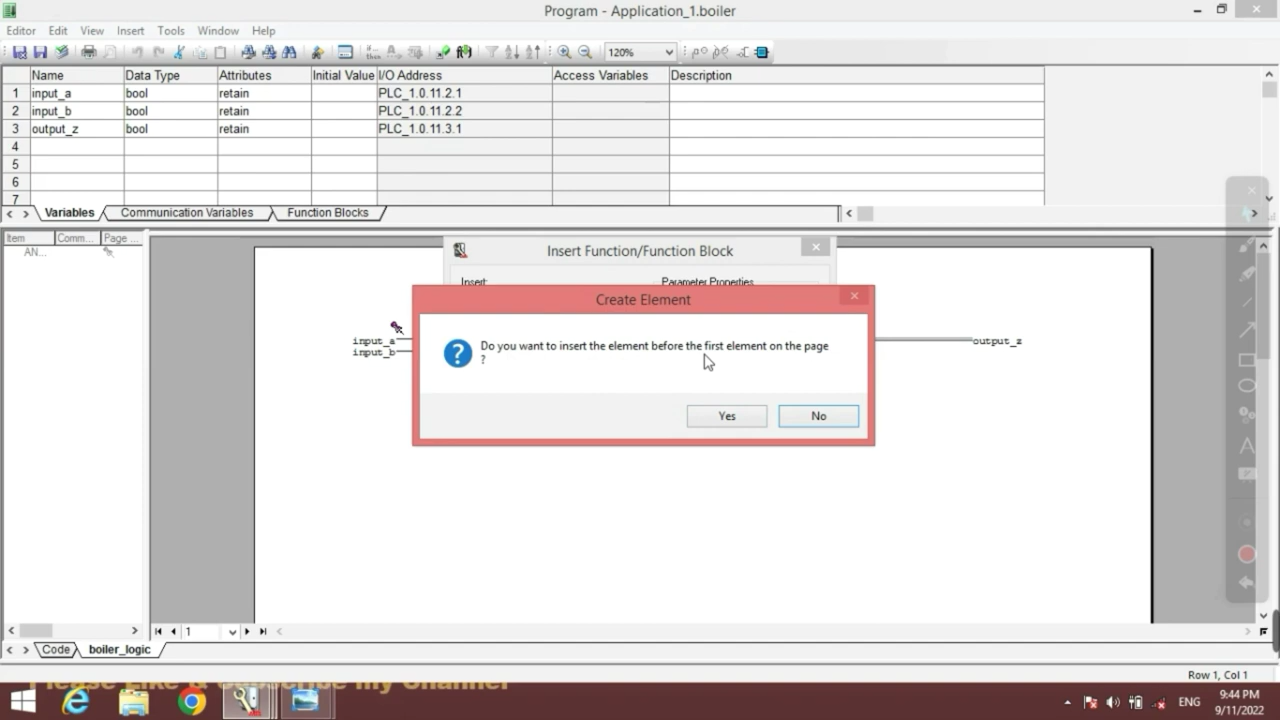 Program - Application_1.boiler
Editor Edit View Insert Tools Window Help
120%
Name Data Type Attributes Initial Value I/O Address Access Variables Description
1 input_a bool retain PLC_1.0.11.2.1
2 input_b bool retain PLC_1.0.11.2.2
3 output_z bool retain PLC_1.0.11.3.1
4
5
6
7
Variables Communication Variables Function Blocks
Item Comm... Page ...
AN...
Insert Function/Function Block
Insert: Parameter Properties
Create Element
Do you want to insert the element before the first element on the page
?
Yes No
input_a
input_b
output_z
1
Code boiler_logic
Row 1, Col 1
Please Like & Subscribe my Channel
ENG
9:44 PM
9/11/2022